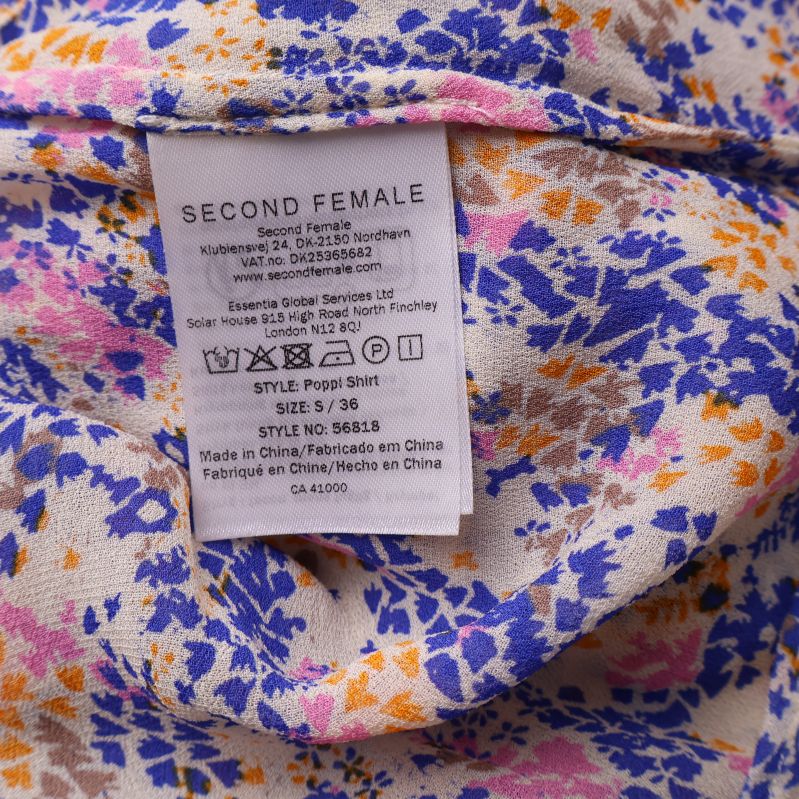 SECOND FEMALE
Second Female
Klubiensvej 24, DK-2150 Nordhavn
VAT.no: DK25365682
www.secondfemale.com
Essentia Global Services Ltd
Solar House 915 High Road North Finchley
London N12 8QJ
STYLE: Poppi Shirt
SIZE: S / 36
STYLE NO: 56818
Made in China/Fabricado em China
Fabriqué en Chine/Hecho en China
CA 41000